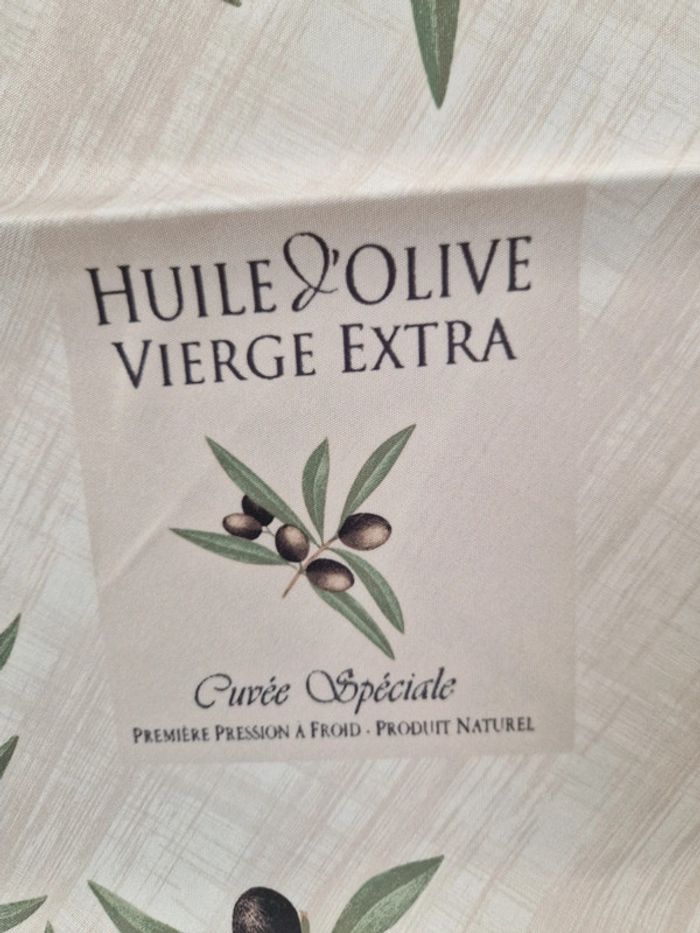 HUILE D'OLIVE
VIERGE EXTRA
Cuvée Spéciale
PREMIÈRE PRESSION À FROID · PRODUIT NATUREL